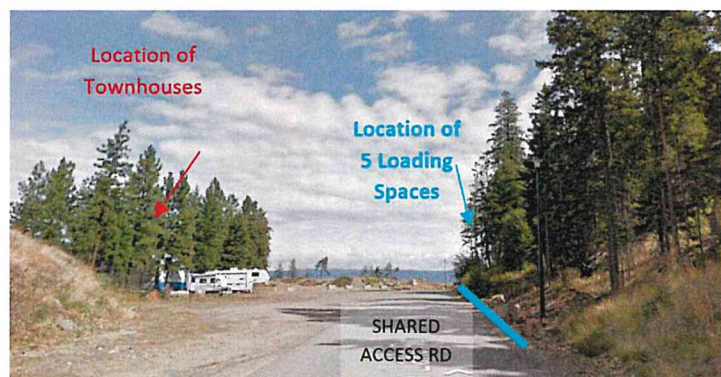 Location of
Townhouses
Location of
5 Loading
Spaces
SHARED
ACCESS RD